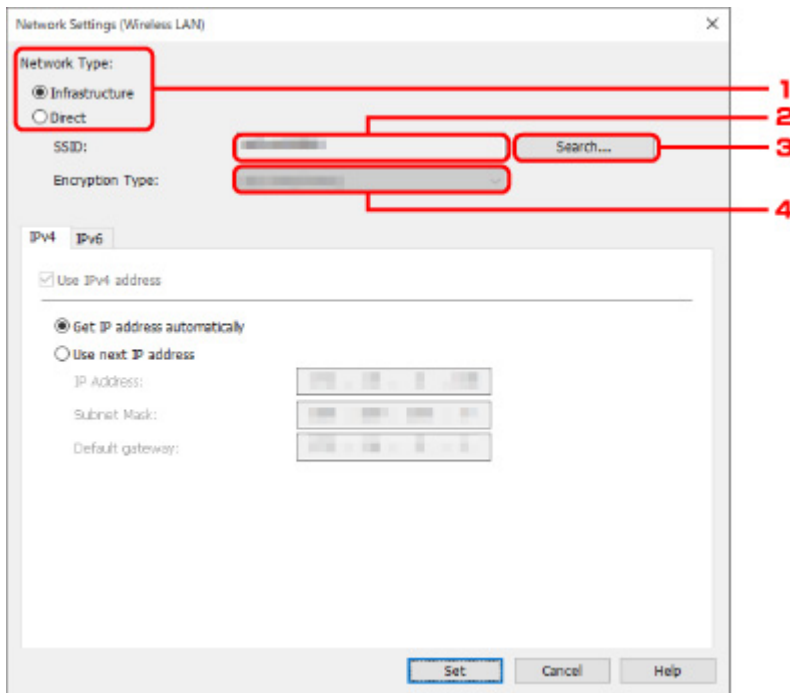 Network Settings (Wireless LAN)
Network Type:
Infrastructure
Direct
1
2
SSID:
Search...
3
Encryption Type:
4
IPv4 IPv6
Use IPv4 address
Get IP address automatically
Use next IP address
IP Address:
Subnet Mask:
Default gateway:
Set Cancel Help